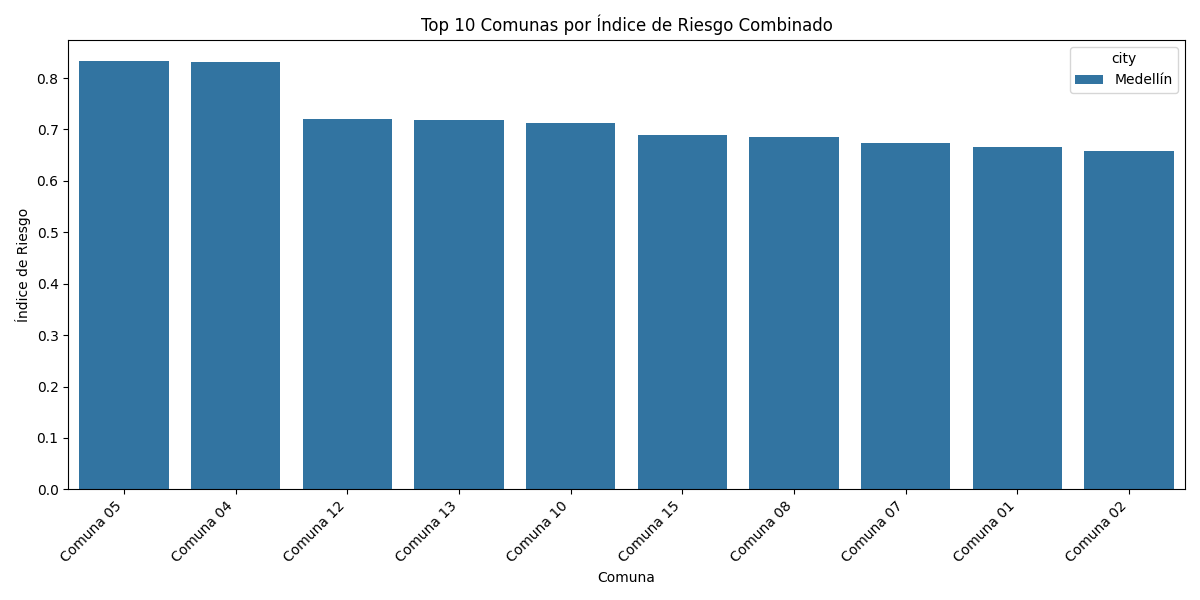 Top 10 Comunas por Índice de Riesgo Combinado
city
Medellín
Índice de Riesgo
0.8
0.7
0.6
0.5
0.4
0.3
0.2
0.1
0.0
Comuna 05
Comuna 04
Comuna 12
Comuna 13
Comuna 10
Comuna 15
Comuna 08
Comuna 07
Comuna 01
Comuna 02
Comuna